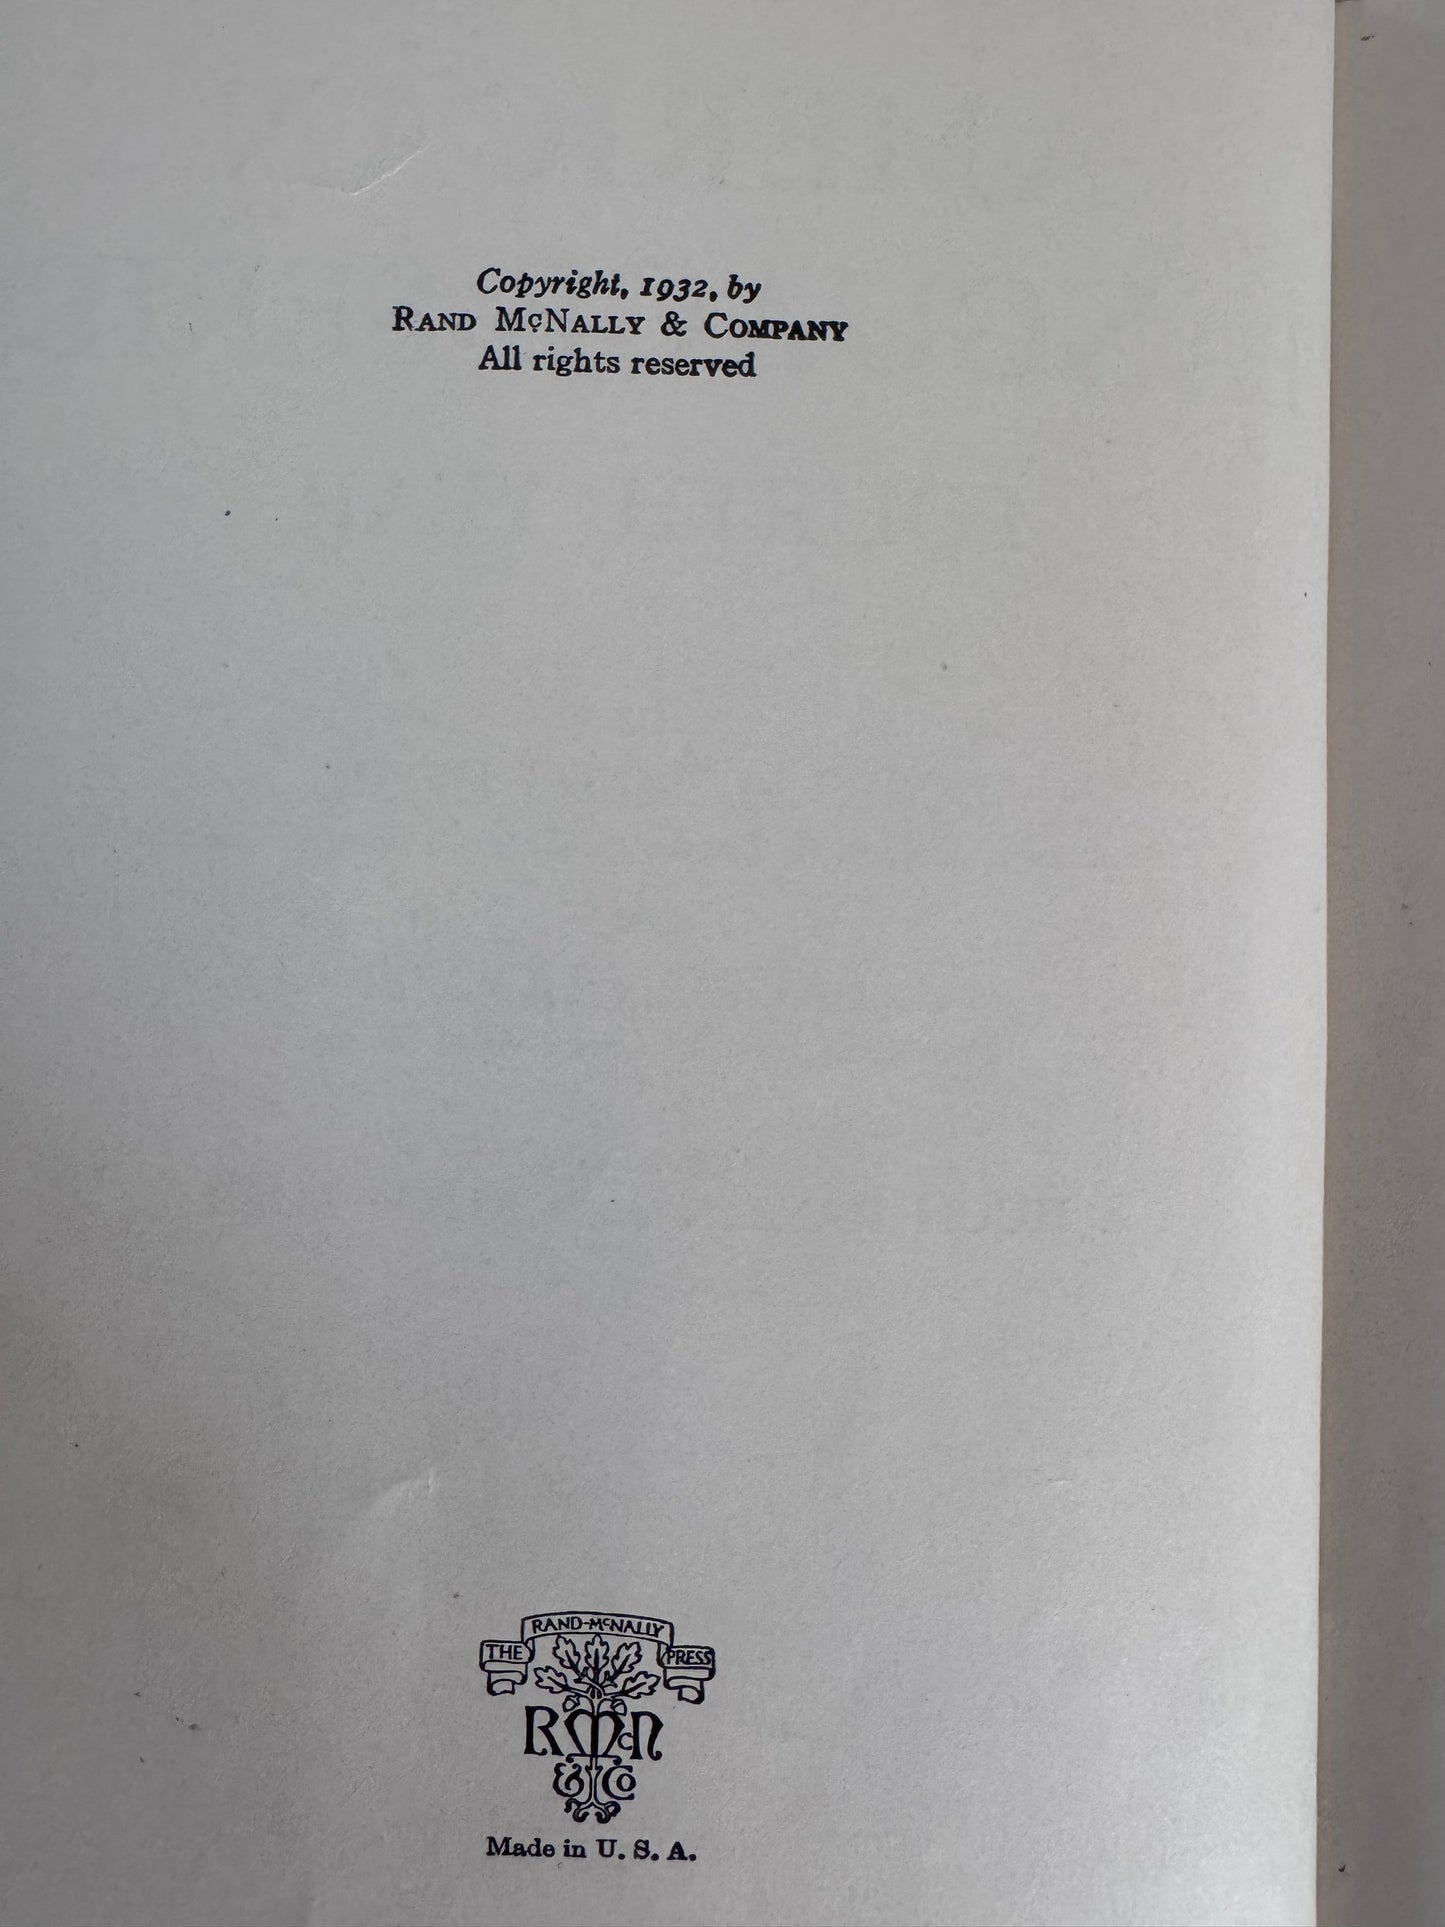 Copyright, 1932, by
RAND McNALLY & COMPANY
All rights reserved
THE RAND-McNALLY PRESS
RMcN
& Co
Made in U. S. A.